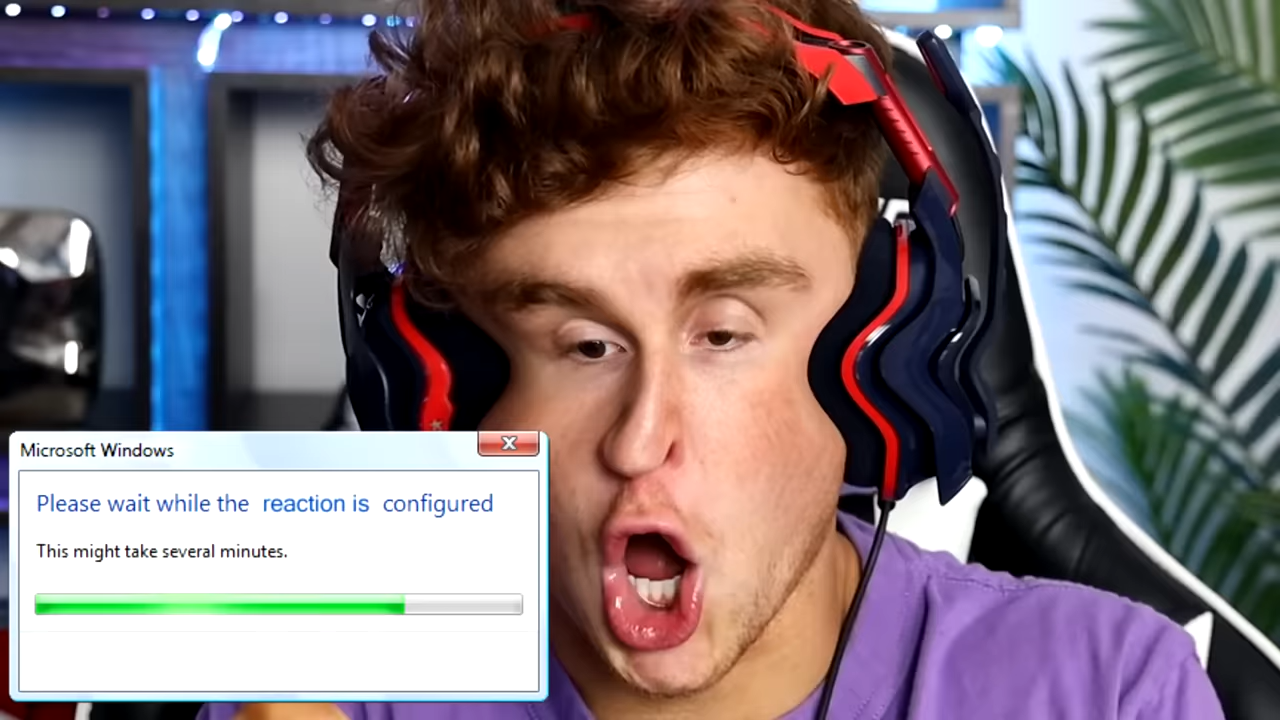 Microsoft Windows
Please wait while the reaction is configured
This might take several minutes.